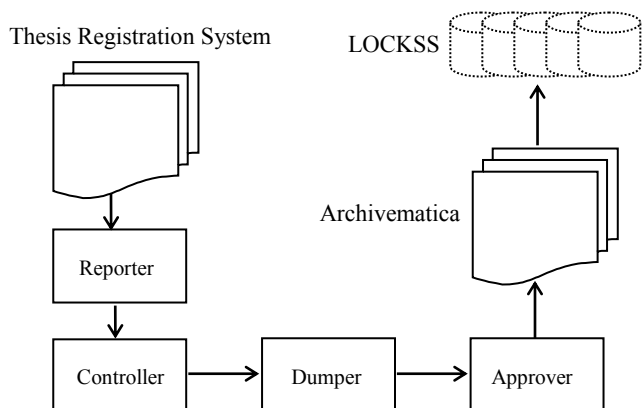 Thesis Registration System
LOCKSS
Archivematica
Reporter
Controller
Dumper
Approver